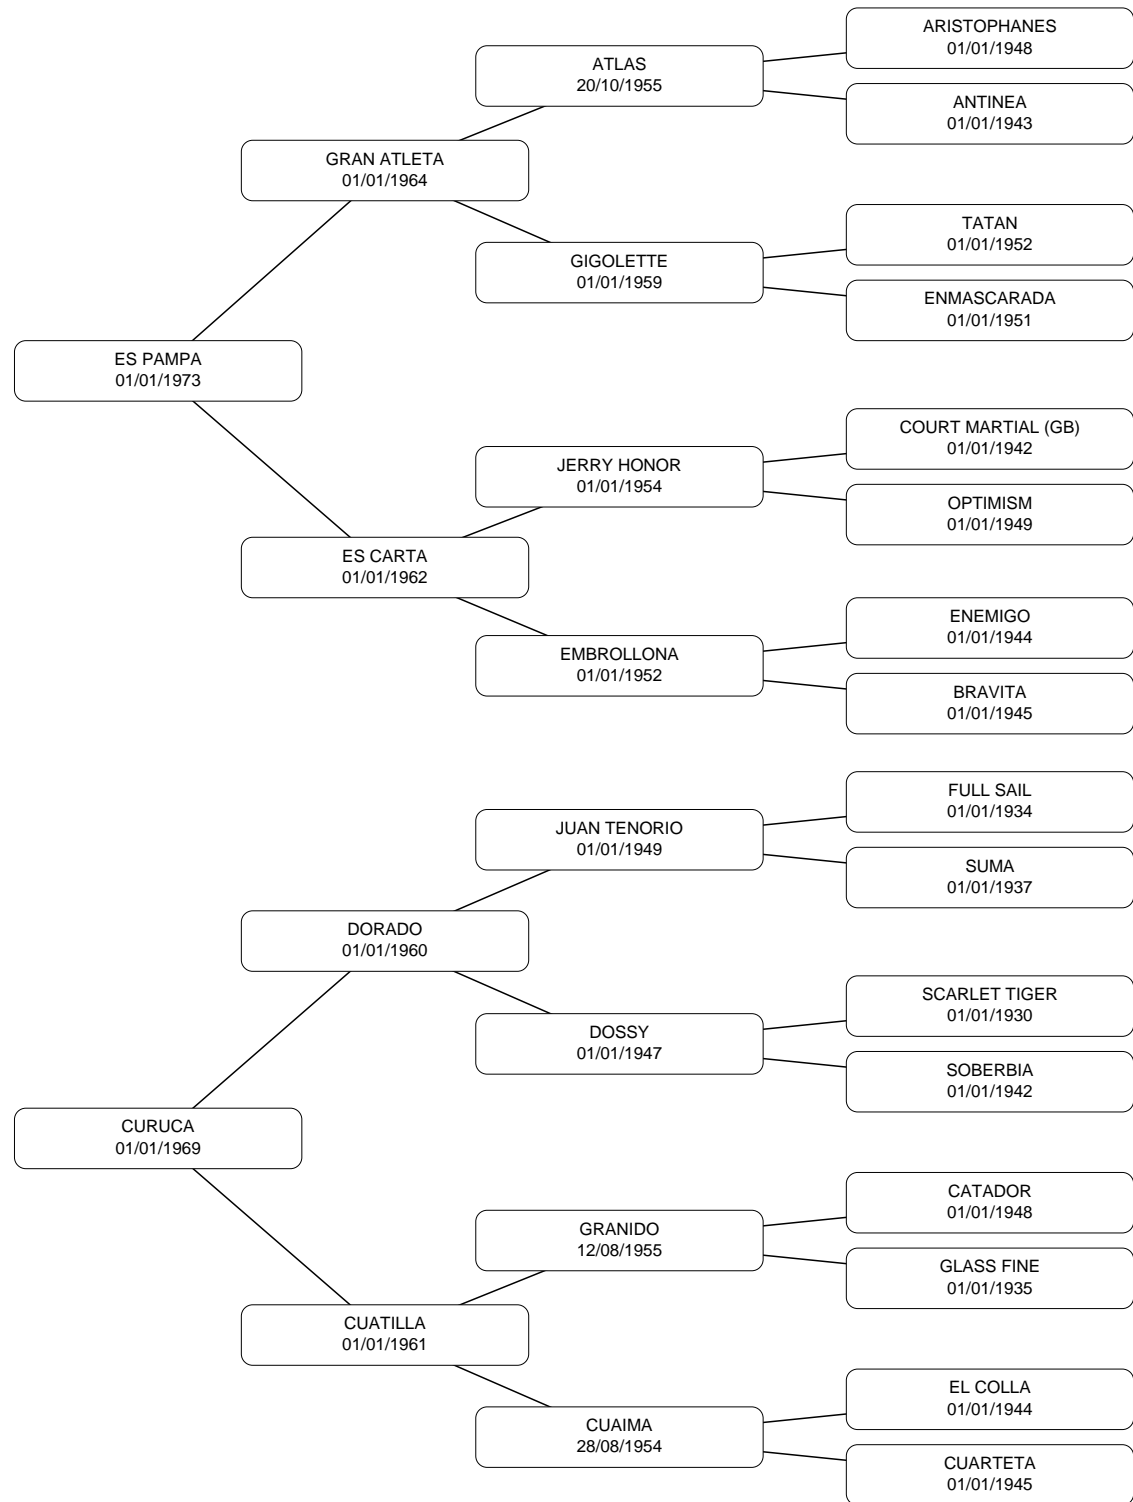 ARISTOPHANES
01/01/1948
ATLAS
20/10/1955
ANTINEA
01/01/1943
GRAN ATLETA
01/01/1964
TATAN
01/01/1952
GIGOLETTE
01/01/1959
ENMASCARADA
01/01/1951
ES PAMPA
01/01/1973
COURT MARTIAL (GB)
01/01/1942
JERRY HONOR
01/01/1954
OPTIMISM
01/01/1949
ES CARTA
01/01/1962
ENEMIGO
01/01/1944
EMBROLLONA
01/01/1952
BRAVITA
01/01/1945
FULL SAIL
01/01/1934
JUAN TENORIO
01/01/1949
SUMA
01/01/1937
DORADO
01/01/1960
SCARLET TIGER
01/01/1930
DOSSY
01/01/1947
SOBERBIA
01/01/1942
CURUCA
01/01/1969
CATADOR
01/01/1948
GRANIDO
12/08/1955
GLASS FINE
01/01/1935
CUATILLA
01/01/1961
EL COLLA
01/01/1944
CUAIMA
28/08/1954
CUARTETA
01/01/1945